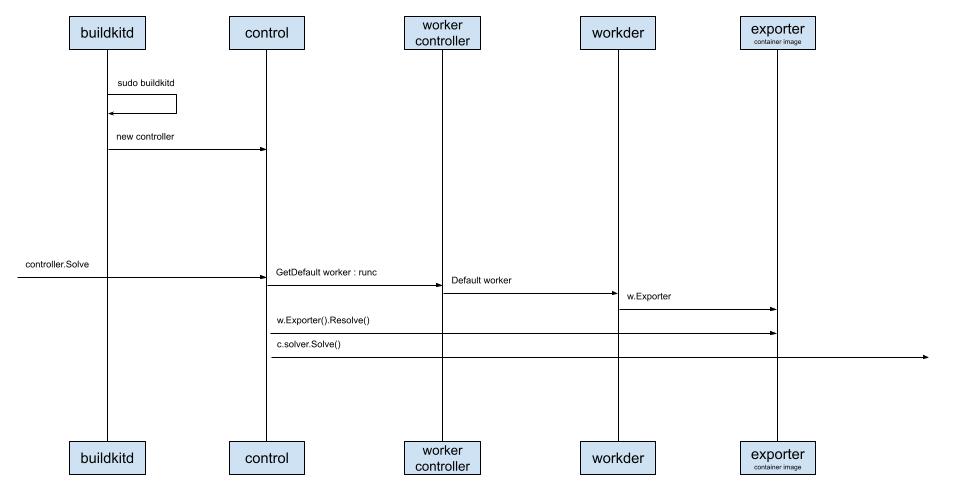 buildkitd
control
worker
controller
workder
exporter
container image
sudo buildkitd
new controller
controller.Solve
GetDefault worker : runc
Default worker
w.Exporter
w.Exporter().Resolve()
c.solver.Solve()
buildkitd
control
worker
controller
workder
exporter
container image